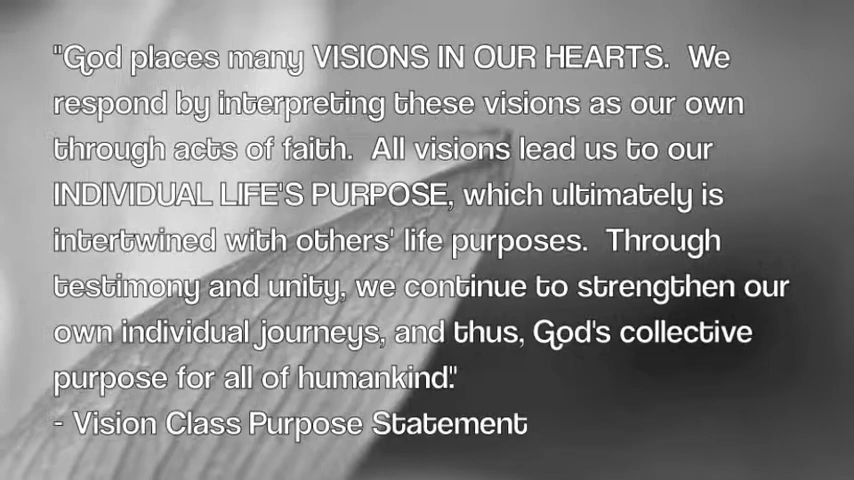 "God places many VISIONS IN OUR HEARTS.  We
respond by interpreting these visions as our own
through acts of faith.  All visions lead us to our
INDIVIDUAL LIFE'S PURPOSE, which ultimately is
intertwined with others' life purposes.  Through
testimony and unity, we continue to strengthen our
own individual journeys, and thus, God's collective
purpose for all of humankind."
- Vision Class Purpose Statement